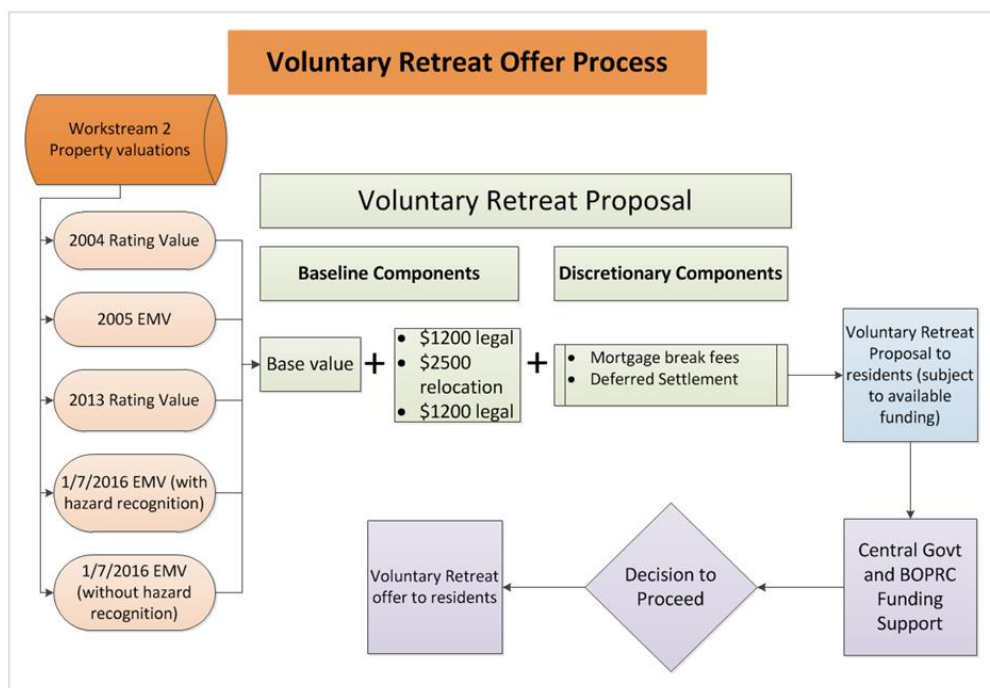 Voluntary Retreat Offer Process
Workstream 2
Property valuations
2004 Rating Value
2005 EMV
2013 Rating Value
1/7/2016 EMV (with
hazard recognition)
1/7/2016 EMV
(without hazard
recognition)
Voluntary Retreat Proposal
Baseline Components
Base value
+
• $1200 legal
• $2500
relocation
• $1200 legal
+
Discretionary Components
• Mortgage break fees
• Deferred Settlement
Voluntary Retreat
Proposal to
residents (subject
to available
funding)
Central Govt
and BOPRC
Funding
Support
Decision to
Proceed
Voluntary Retreat
offer to residents